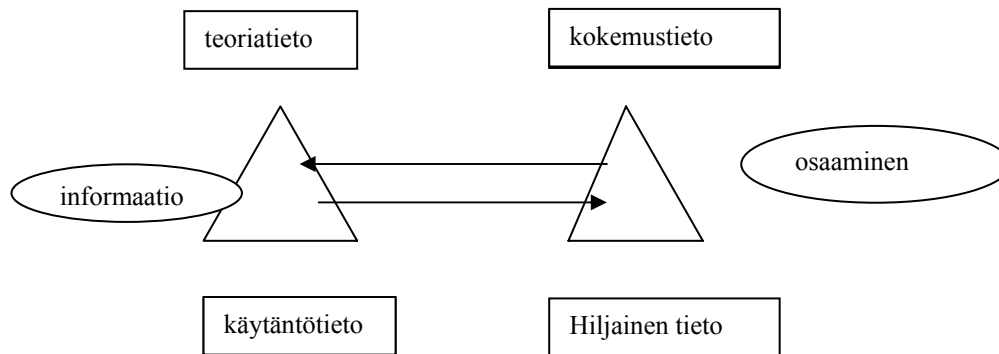 teoriatieto
kokemustieto
informaatio
osaaminen
käytäntötieto
Hiljainen tieto